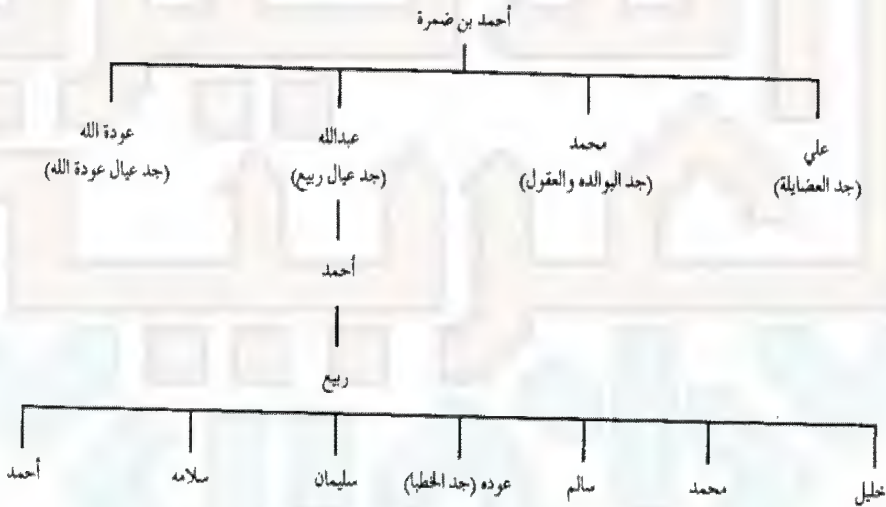 أحمد بن ضمرة
علي
(جد العضايلة)
محمد
(جد البوالده والعقول)
عبدالله
(جد عيال ربيع)
عودة الله
(جد عيال عودة الله)
أحمد
ربيع
خليل
محمد
سالم
عوده (جد الخطبا)
سليمان
سلامه
أحمد